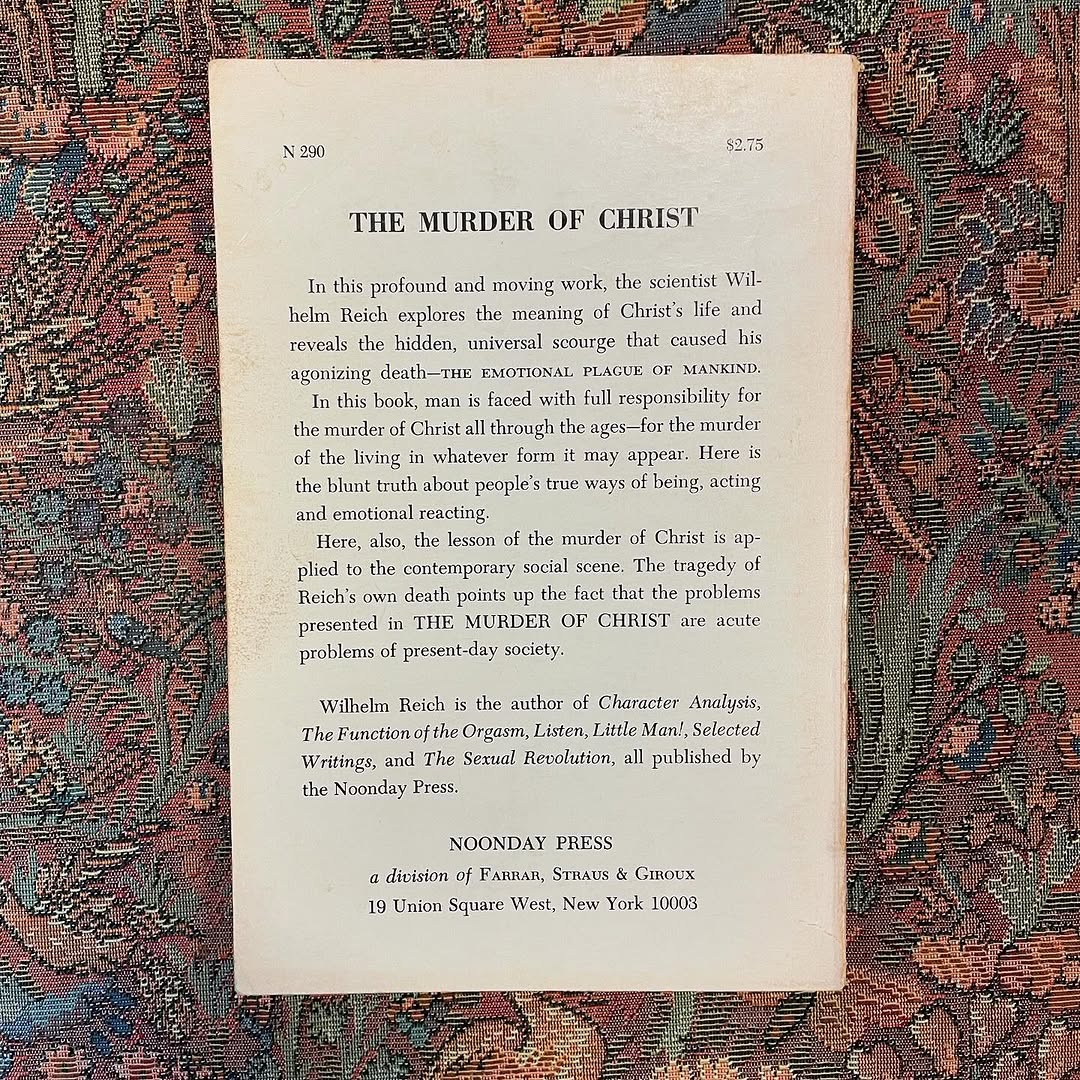 N 290
$2.75
THE MURDER OF CHRIST
In this profound and moving work, the scientist Wil-
helm Reich explores the meaning of Christ's life and
reveals the hidden, universal scourge that caused his
agonizing death—THE EMOTIONAL PLAGUE OF MANKIND.
In this book, man is faced with full responsibility for
the murder of Christ all through the ages—for the murder
of the living in whatever form it may appear. Here is
the blunt truth about people's true ways of being, acting
and emotional reacting.
Here, also, the lesson of the murder of Christ is ap-
plied to the contemporary social scene. The tragedy of
Reich's own death points up the fact that the problems
presented in THE MURDER OF CHRIST are acute
problems of present-day society.
Wilhelm Reich is the author of Character Analysis,
The Function of the Orgasm, Listen, Little Man!, Selected
Writings, and The Sexual Revolution, all published by
the Noonday Press.
NOONDAY PRESS
a division of FARRAR, STRAUS & GIROUX
19 Union Square West, New York 10003